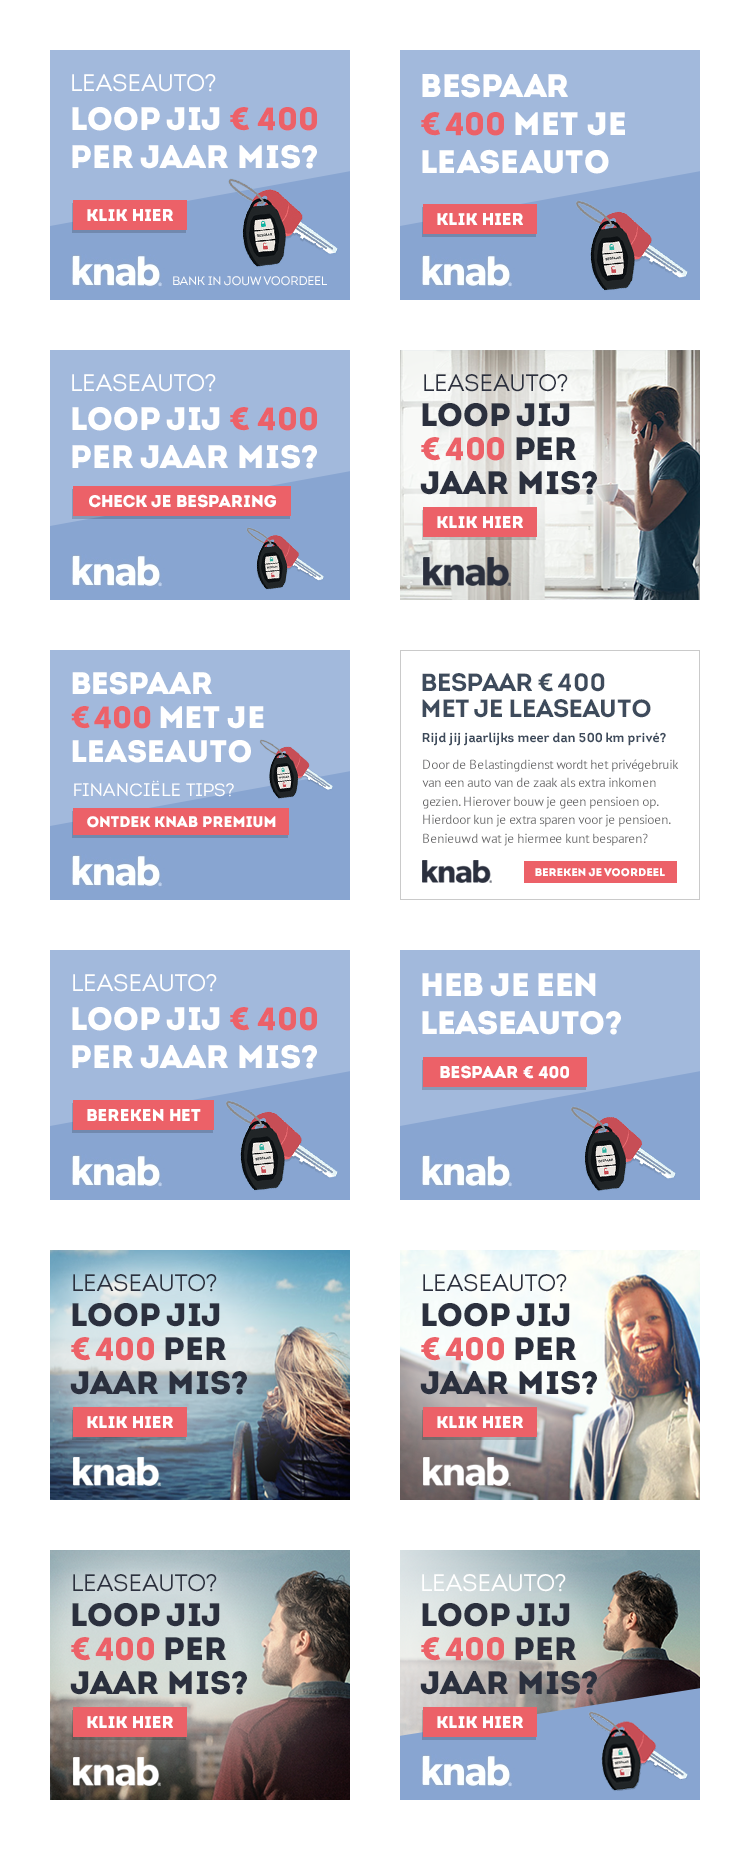 LEASEAUTO?
LOOP JIJ € 400
PER JAAR MIS?
KLIK HIER
BESPAAR
knab.
BANK IN JOUW VOORDEEL
BESPAAR
€ 400 MET JE
LEASEAUTO
KLIK HIER
BESPAAR
knab.
LEASEAUTO?
LOOP JIJ € 400
PER JAAR MIS?
CHECK JE BESPARING
BESPAAR
knab.
LEASEAUTO?
LOOP JIJ
€ 400 PER
JAAR MIS?
KLIK HIER
knab.
BESPAAR
€ 400 MET JE
LEASEAUTO
BESPAAR
FINANCIËLE TIPS?
ONTDEK KNAB PREMIUM
knab.
BESPAAR € 400
MET JE LEASEAUTO
Rijd jij jaarlijks meer dan 500 km privé?
Door de Belastingdienst wordt het privégebruik
van een auto van de zaak als extra inkomen
gezien. Hierover bouw je geen pensioen op.
Hierdoor kun je extra sparen voor je pensioen.
Benieuwd wat je hiermee kunt besparen?
knab.
BEREKEN JE VOORDEEL
LEASEAUTO?
LOOP JIJ € 400
PER JAAR MIS?
BEREKEN HET
BESPAAR
knab.
HEB JE EEN
LEASEAUTO?
BESPAAR € 400
BESPAAR
knab.
LEASEAUTO?
LOOP JIJ
€ 400 PER
JAAR MIS?
KLIK HIER
knab.
LEASEAUTO?
LOOP JIJ
€ 400 PER
JAAR MIS?
KLIK HIER
knab.
LEASEAUTO?
LOOP JIJ
€ 400 PER
JAAR MIS?
KLIK HIER
knab.
LEASEAUTO?
LOOP JIJ
€ 400 PER
JAAR MIS?
KLIK HIER
BESPAAR
knab.